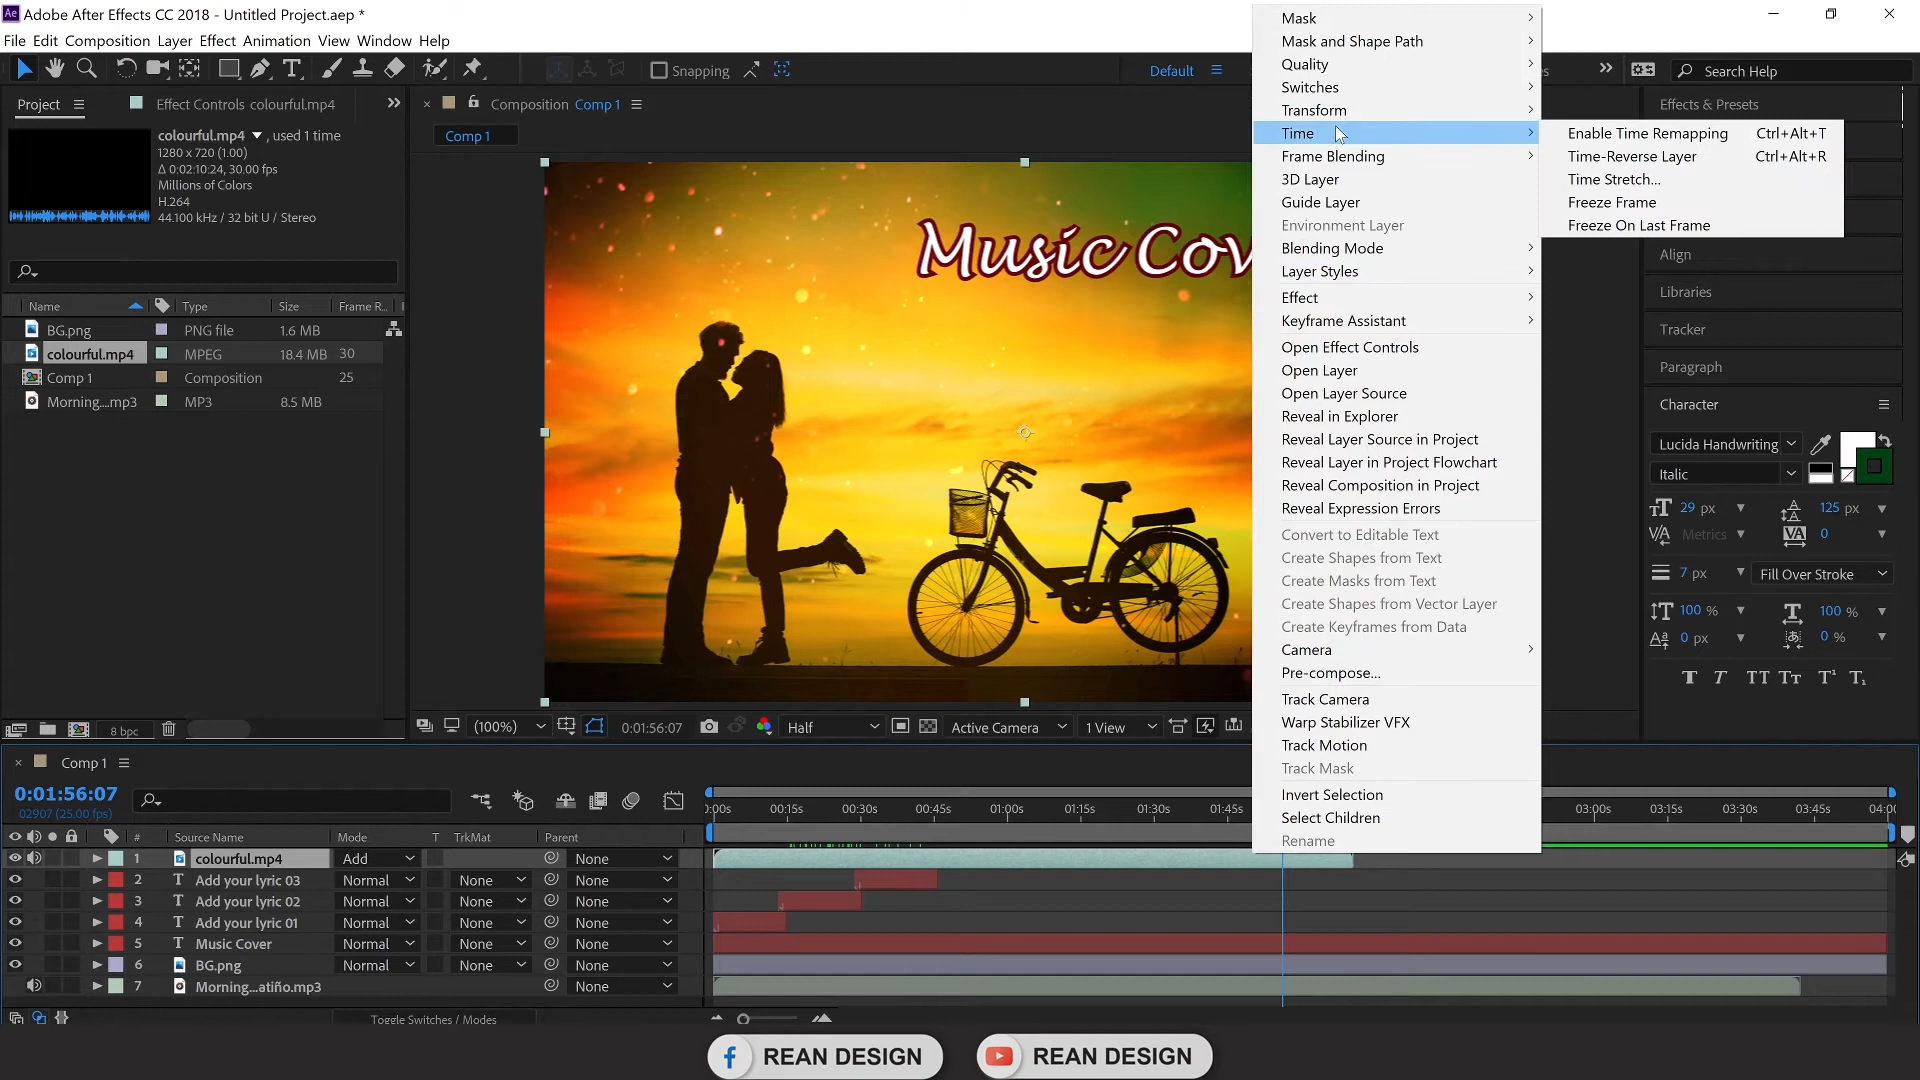 Adobe After Effects CC 2018 - Untitled Project.aep *
File Edit Composition Layer Effect Animation View Window Help
Snapping
Default
Search Help
Project
Effect Controls colourful.mp4
colourful.mp4 , used 1 time
1280 x 720 (1.00)
Δ 0:02:10:24, 30.00 fps
Millions of Colors
H.264
44.100 kHz / 32 bit U / Stereo
Name Type Size Frame R...
BG.png PNG file 1.6 MB
colourful.mp4 MPEG 18.4 MB 30
Comp 1 Composition 25
Morning....mp3 MP3 8.5 MB
8 bpc
Composition Comp 1
Comp 1
Music Cov
(100%) 0:01:56:07 Half Active Camera 1 View
Mask
Mask and Shape Path
Quality
Switches
Transform
Time
Frame Blending
3D Layer
Guide Layer
Environment Layer
Blending Mode
Layer Styles
Effect
Keyframe Assistant
Open Effect Controls
Open Layer
Open Layer Source
Reveal in Explorer
Reveal Layer Source in Project
Reveal Layer in Project Flowchart
Reveal Composition in Project
Reveal Expression Errors
Convert to Editable Text
Create Shapes from Text
Create Masks from Text
Create Shapes from Vector Layer
Create Keyframes from Data
Camera
Pre-compose...
Track Camera
Warp Stabilizer VFX
Track Motion
Track Mask
Invert Selection
Select Children
Rename
Enable Time Remapping Ctrl+Alt+T
Time-Reverse Layer Ctrl+Alt+R
Time Stretch...
Freeze Frame
Freeze On Last Frame
Effects & Presets
Align
Libraries
Tracker
Paragraph
Character
Lucida Handwriting
Italic
29 px 125 px
Metrics 0
7 px Fill Over Stroke
100 % 100 %
0 px 0 %
Comp 1
0:01:56:07
02907 (25.00 fps)
# Source Name Mode T TrkMat Parent
1 colourful.mp4 Add None
2 T Add your lyric 03 Normal None None
3 T Add your lyric 02 Normal None None
4 T Add your lyric 01 Normal None None
5 T Music Cover Normal None None
6 BG.png Normal None None
7 Morning...atiño.mp3 None
Toggle Switches / Modes
0:00s 00:15s 00:30s 00:45s 01:00s 01:15s 01:30s 01:45s 03:00s 03:15s 03:30s 03:45s 04:00
REAN DESIGN
REAN DESIGN